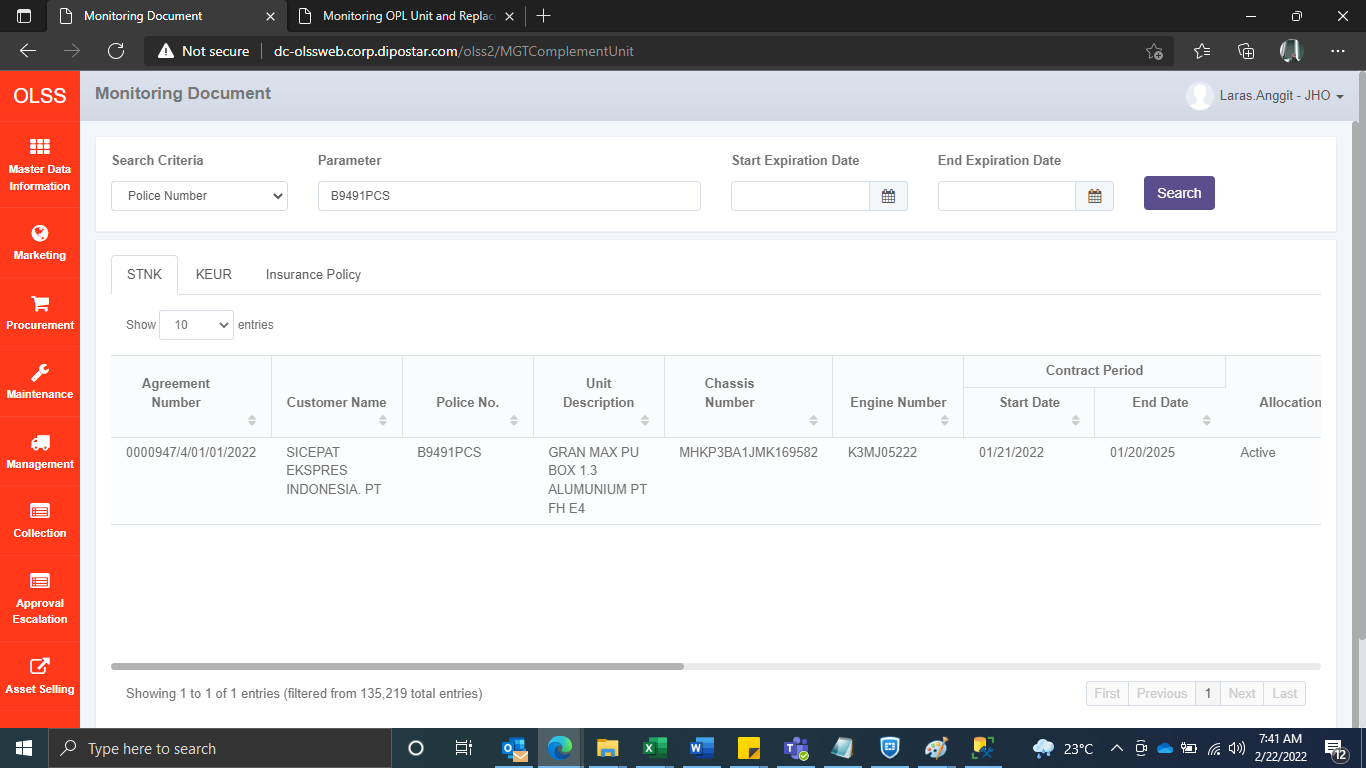 Monitoring Document
Monitoring OPL Unit and Replac
Not secure
dc-olssweb.corp.dipostar.com/olss2/MGTComplementUnit
OLSS
Monitoring Document
Laras.Anggit - JHO
Master Data
Information
Marketing
Procurement
Maintenance
Management
Collection
Approval
Escalation
Asset Selling
Search Criteria
Parameter
Start Expiration Date
End Expiration Date
Police Number
B9491PCS
Search
STNK
KEUR
Insurance Policy
Show 10 entries
Agreement
Number
Customer Name
Police No.
Unit
Description
Chassis
Number
Engine Number
Contract Period
Start Date
End Date
Allocation
0000947/4/01/01/2022
SICEPAT
EKSPRES
INDONESIA. PT
B9491PCS
GRAN MAX PU
BOX 1.3
ALUMUNIUM PT
FH E4
MHKP3BA1JMK169582
K3MJ05222
01/21/2022
01/20/2025
Active
Showing 1 to 1 of 1 entries (filtered from 135,219 total entries)
First Previous 1 Next Last
Type here to search
23°C
7:41 AM
2/22/2022
12